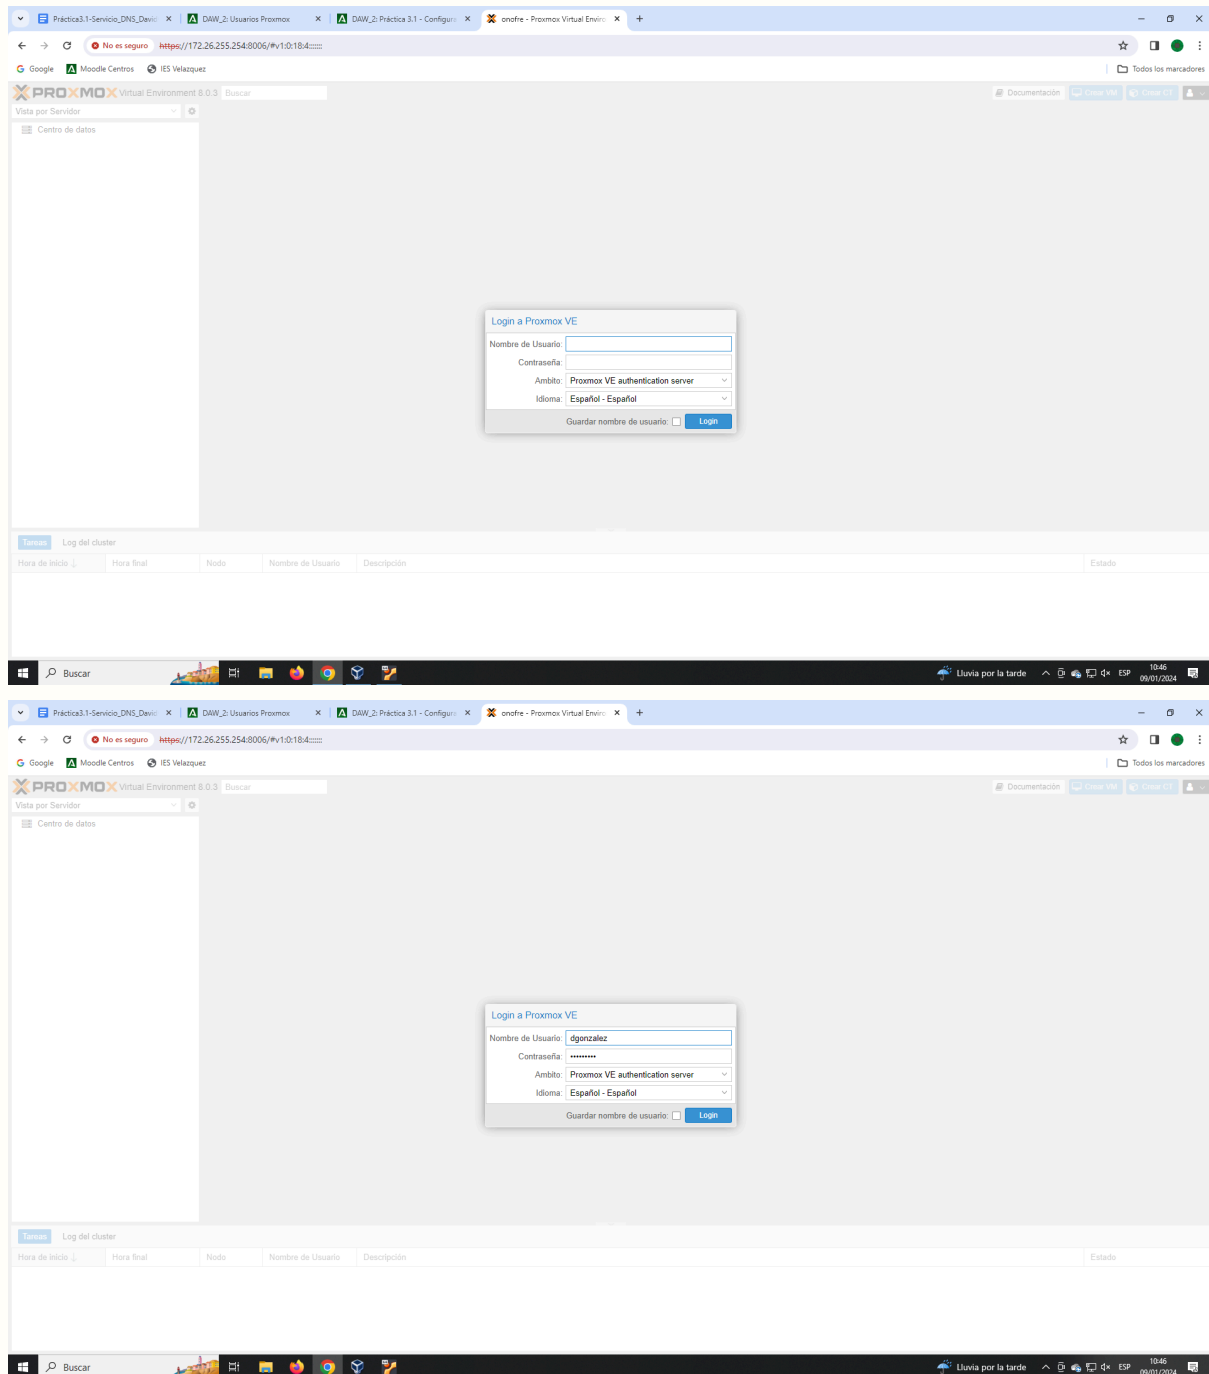 Práctica3.1-Servicio_DNS_David
DAW_2: Usuarios Proxmox
DAW_2: Práctica 3.1 - Configura
onofre - Proxmox Virtual Enviro
No es seguro https://172.26.255.254:8006/#v1:0:18:4:::::::
Google Moodle Centros IES Velazquez Todos los marcadores
PROXMOX Virtual Environment 8.0.3 Buscar Documentación Crear VM Crear CT
Vista por Servidor
Centro de datos
Login a Proxmox VE
Nombre de Usuario:
Contraseña:
Ambito: Proxmox VE authentication server
Idioma: Español - Español
Guardar nombre de usuario: Login
Tareas Log del cluster
Hora de inicio Hora final Nodo Nombre de Usuario Descripción Estado
Buscar Lluvia por la tarde ESP 10:46
09/01/2024
Práctica3.1-Servicio_DNS_David
DAW_2: Usuarios Proxmox
DAW_2: Práctica 3.1 - Configura
onofre - Proxmox Virtual Enviro
No es seguro https://172.26.255.254:8006/#v1:0:18:4:::::::
Google Moodle Centros IES Velazquez Todos los marcadores
PROXMOX Virtual Environment 8.0.3 Buscar Documentación Crear VM Crear CT
Vista por Servidor
Centro de datos
Login a Proxmox VE
Nombre de Usuario: dgonzalez
Contraseña: •••••••••
Ambito: Proxmox VE authentication server
Idioma: Español - Español
Guardar nombre de usuario: Login
Tareas Log del cluster
Hora de inicio Hora final Nodo Nombre de Usuario Descripción Estado
Buscar Lluvia por la tarde ESP 10:46
09/01/2024